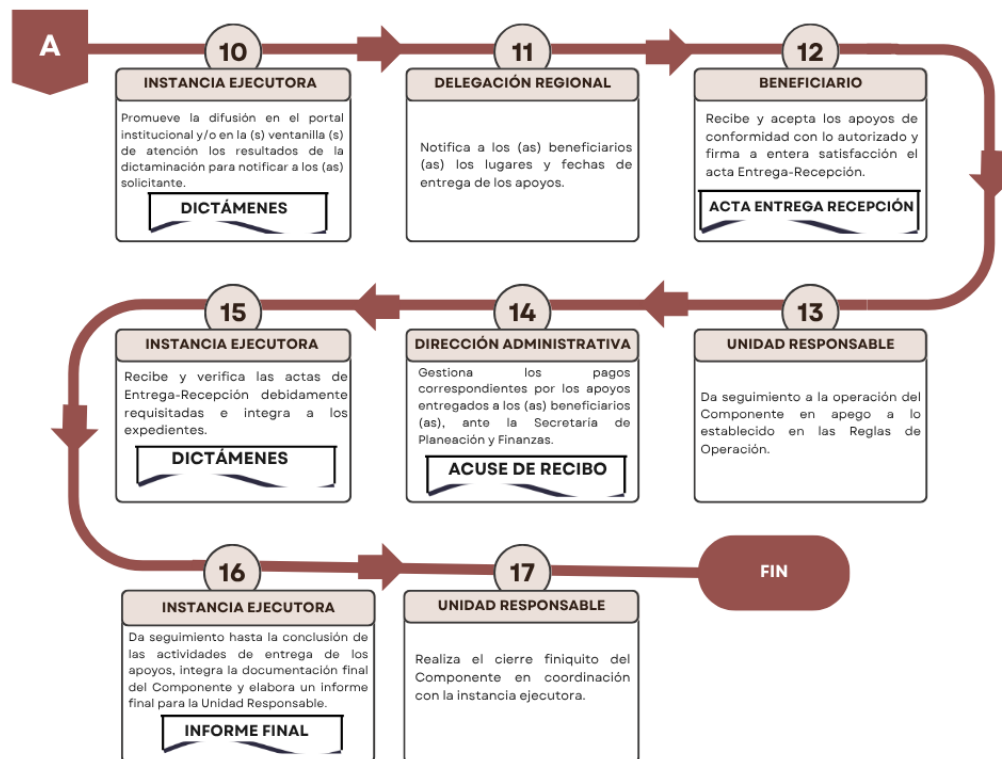 A
10
INSTANCIA EJECUTORA
Promueve la difusión en el portal
institucional y/o en la (s) ventanilla (s)
de atención los resultados de la
dictaminación para notificar a los (as)
solicitante.
DICTÁMENES
11
DELEGACIÓN REGIONAL
Notifica a los (as) beneficiarios
(as) los lugares y fechas de
entrega de los apoyos.
12
BENEFICIARIO
Recibe y acepta los apoyos de
conformidad con lo autorizado y
firma a entera satisfacción el
acta Entrega-Recepción.
ACTA ENTREGA RECEPCIÓN
13
UNIDAD RESPONSABLE
Da seguimiento a la operación del
Componente en apego a lo
establecido en las Reglas de
Operación.
14
DIRECCIÓN ADMINISTRATIVA
Gestiona los pagos
correspondientes por los apoyos
entregados a los (as) beneficiarios
(as), ante la Secretaría de
Planeación y Finanzas.
ACUSE DE RECIBO
15
INSTANCIA EJECUTORA
Recibe y verifica las actas de
Entrega-Recepción debidamente
requisitadas e integra a los
expedientes.
DICTÁMENES
16
INSTANCIA EJECUTORA
Da seguimiento hasta la conclusión de
las actividades de entrega de los
apoyos, integra la documentación final
del Componente y elabora un informe
final para la Unidad Responsable.
INFORME FINAL
17
UNIDAD RESPONSABLE
Realiza el cierre finiquito del
Componente en coordinación
con la instancia ejecutora.
FIN